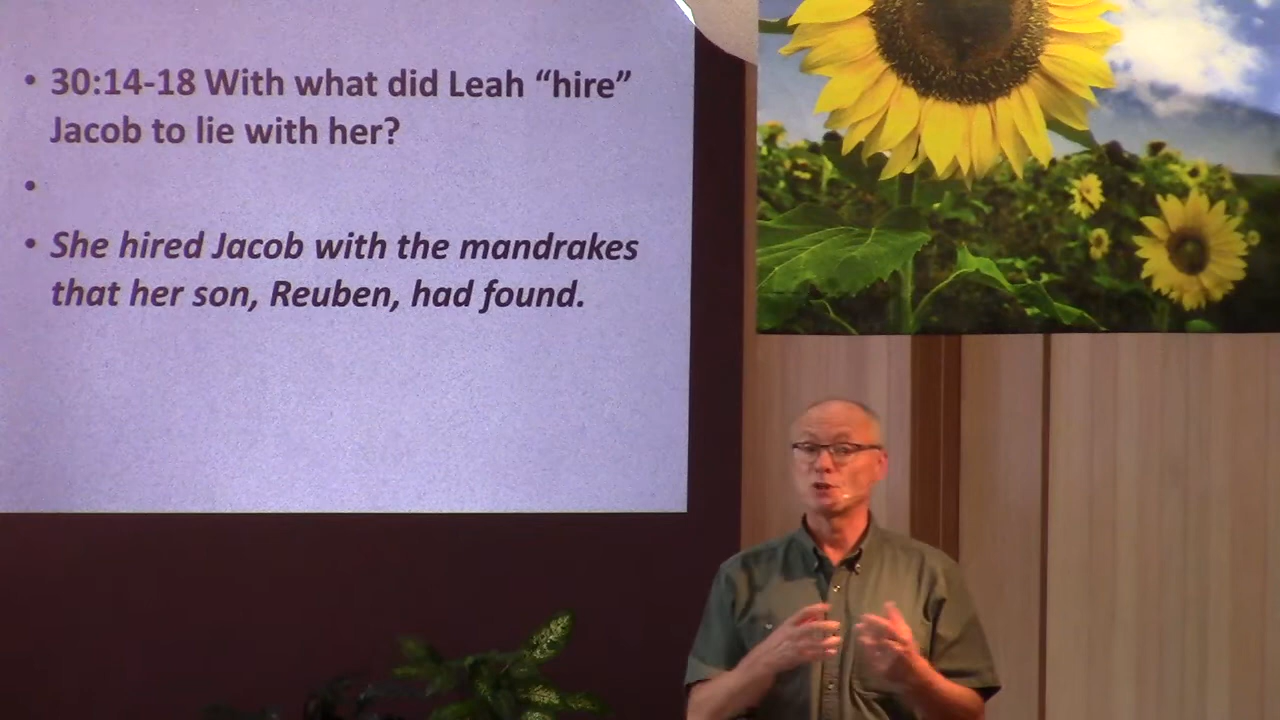 • 30:14-18 With what did Leah “hire”
Jacob to lie with her?
•
• She hired Jacob with the mandrakes
that her son, Reuben, had found.